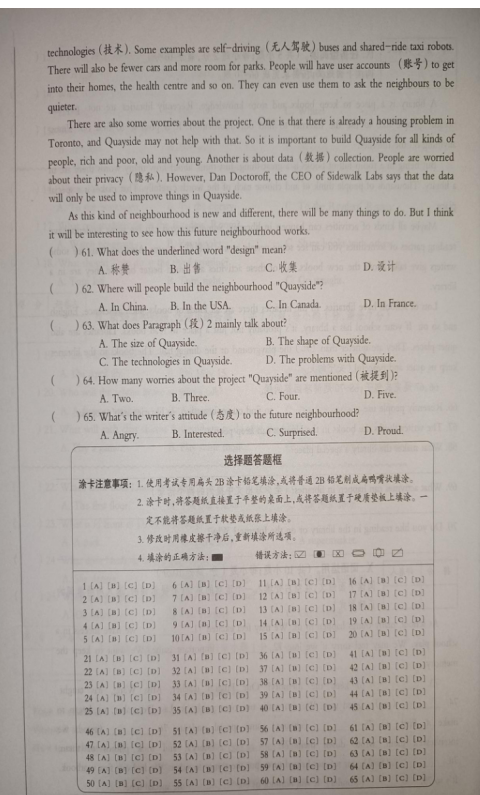 technologies (技术). Some examples are self-driving (无人驾驶) buses and shared-ride taxi robots.
There will also be fewer cars and more room for parks. People will have user accounts (账号) to get
into their homes, the health centre and so on. They can even use them to ask the neighbours to be
quieter.
There are also some worries about the project. One is that there is already a housing problem in
Toronto, and Quayside may not help with that. So it is important to build Quayside for all kinds of
people, rich and poor, old and young. Another is about data (数据) collection. People are worried
about their privacy (隐私). However, Dan Doctoroff, the CEO of Sidewalk Labs says that the data
will only be used to improve things in Quayside.
As this kind of neighbourhood is new and different, there will be many things to do. But I think
it will be interesting to see how this future neighbourhood works.
( ) 61. What does the underlined word "design" mean?
A. 称赞 B. 出售 C. 收集 D. 设计
( ) 62. Where will people build the neighbourhood "Quayside"?
A. In China. B. In the USA. C. In Canada. D. In France.
( ) 63. What does Paragraph (段) 2 mainly talk about?
A. The size of Quayside. B. The shape of Quayside.
C. The technologies in Quayside. D. The problems with Quayside.
( ) 64. How many worries about the project "Quayside" are mentioned (被提到)?
A. Two. B. Three. C. Four. D. Five.
( ) 65. What's the writer's attitude (态度) to the future neighbourhood?
A. Angry. B. Interested. C. Surprised. D. Proud.
选择题答题框
涂卡注意事项: 1. 使用考试专用扁头 2B 涂卡铅笔填涂,或将普通 2B 铅笔削成扁鸭嘴状填涂。
2. 涂卡时,将答题纸直接置于平整的桌面上,或将答题纸置于硬质垫板上填涂。一
定不能将答题纸置于软垫或纸张上填涂。
3. 修改时用橡皮擦干净后,重新填涂所选项。
4. 填涂的正确方法: 错误方法:
1 [A] [B] [C] [D] 6 [A] [B] [C] [D] 11 [A] [B] [C] [D] 16 [A] [B] [C] [D]
2 [A] [B] [C] [D] 7 [A] [B] [C] [D] 12 [A] [B] [C] [D] 17 [A] [B] [C] [D]
3 [A] [B] [C] [D] 8 [A] [B] [C] [D] 13 [A] [B] [C] [D] 18 [A] [B] [C] [D]
4 [A] [B] [C] [D] 9 [A] [B] [C] [D] 14 [A] [B] [C] [D] 19 [A] [B] [C] [D]
5 [A] [B] [C] [D] 10 [A] [B] [C] [D] 15 [A] [B] [C] [D] 20 [A] [B] [C] [D]
21 [A] [B] [C] [D] 31 [A] [B] [C] [D] 36 [A] [B] [C] [D] 41 [A] [B] [C] [D]
22 [A] [B] [C] [D] 32 [A] [B] [C] [D] 37 [A] [B] [C] [D] 42 [A] [B] [C] [D]
23 [A] [B] [C] [D] 33 [A] [B] [C] [D] 38 [A] [B] [C] [D] 43 [A] [B] [C] [D]
24 [A] [B] [C] [D] 34 [A] [B] [C] [D] 39 [A] [B] [C] [D] 44 [A] [B] [C] [D]
25 [A] [B] [C] [D] 35 [A] [B] [C] [D] 40 [A] [B] [C] [D] 45 [A] [B] [C] [D]
46 [A] [B] [C] [D] 51 [A] [B] [C] [D] 56 [A] [B] [C] [D] 61 [A] [B] [C] [D]
47 [A] [B] [C] [D] 52 [A] [B] [C] [D] 57 [A] [B] [C] [D] 62 [A] [B] [C] [D]
48 [A] [B] [C] [D] 53 [A] [B] [C] [D] 58 [A] [B] [C] [D] 63 [A] [B] [C] [D]
49 [A] [B] [C] [D] 54 [A] [B] [C] [D] 59 [A] [B] [C] [D] 64 [A] [B] [C] [D]
50 [A] [B] [C] [D] 55 [A] [B] [C] [D] 60 [A] [B] [C] [D] 65 [A] [B] [C] [D]